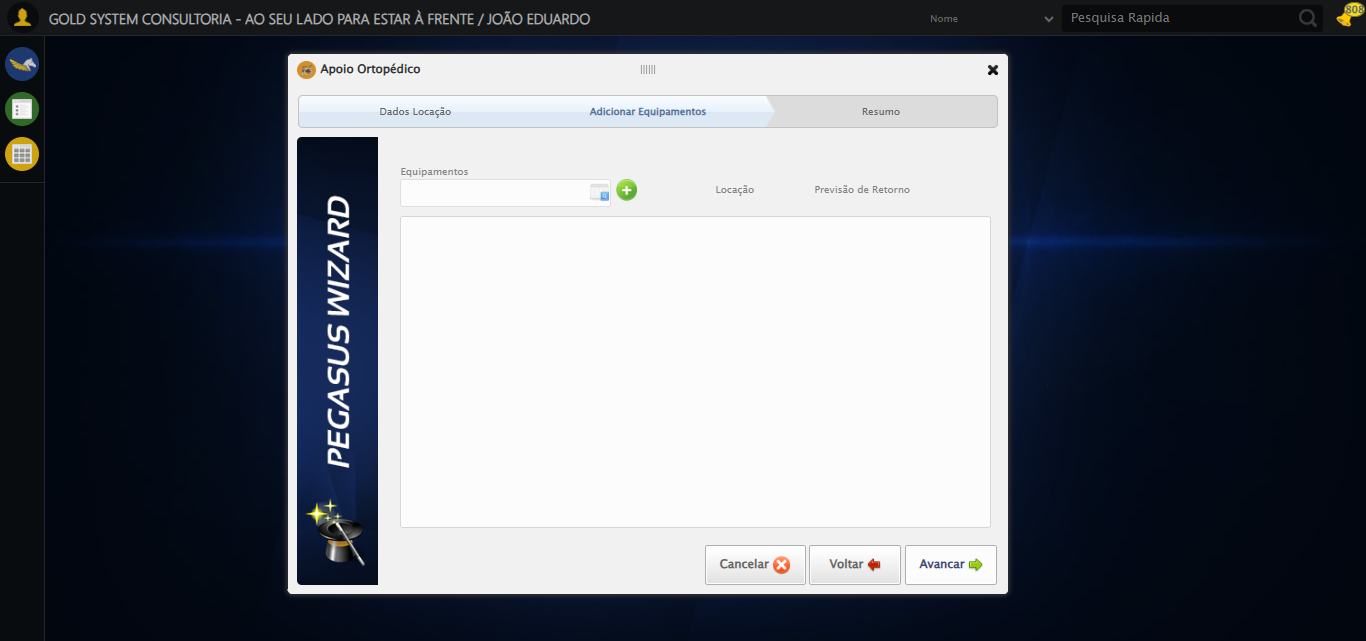 GOLD SYSTEM CONSULTORIA - AO SEU LADO PARA ESTAR À FRENTE / JOÃO EDUARDO
Nome
Pesquisa Rapida
808
Apoio Ortopédico
Dados Locação
Adicionar Equipamentos
Resumo
PEGASUS WIZARD
Equipamentos
Locação
Previsão de Retorno
Cancelar
Voltar
Avancar